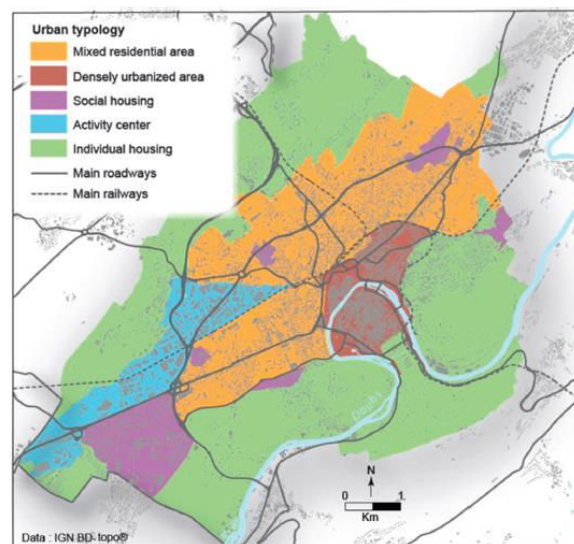 Urban typology
Mixed residential area
Densely urbanized area
Social housing
Activity center
Individual housing
Main roadways
Main railways
Doubs
N
0 1
Km
Data : IGN BD-topo®